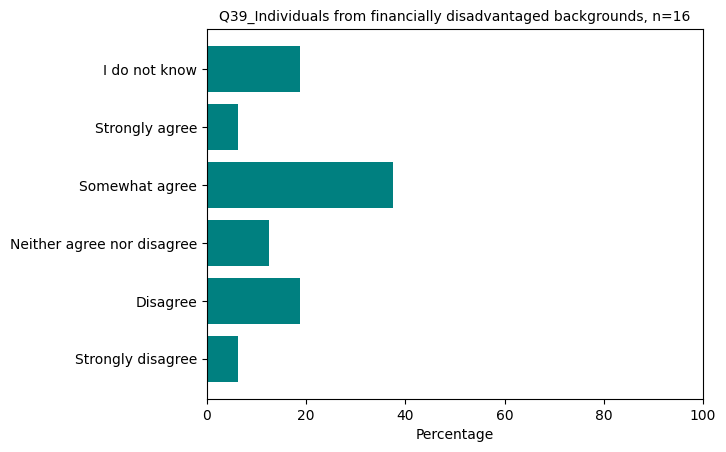 Q39_Individuals from financially disadvantaged backgrounds, n=16
I do not know
Strongly agree
Somewhat agree
Neither agree nor disagree
Disagree
Strongly disagree
0 20 40 60 80 100
Percentage